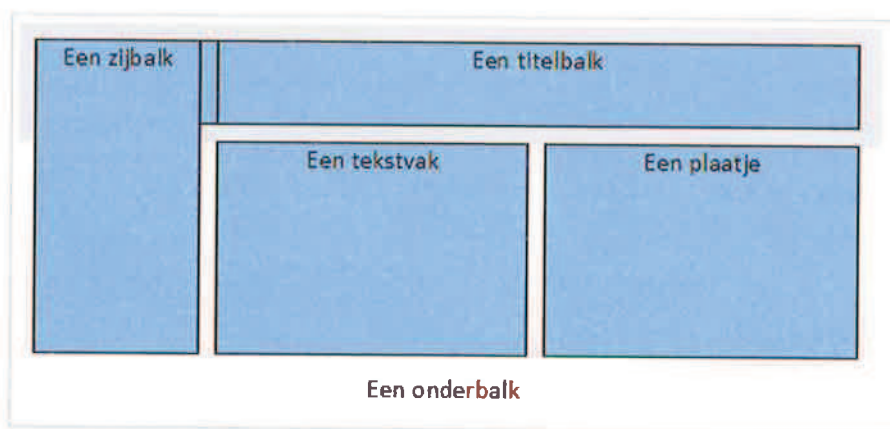 Een zijbalk
Een titelbalk
Een tekstvak
Een plaatje
Een onderbalk